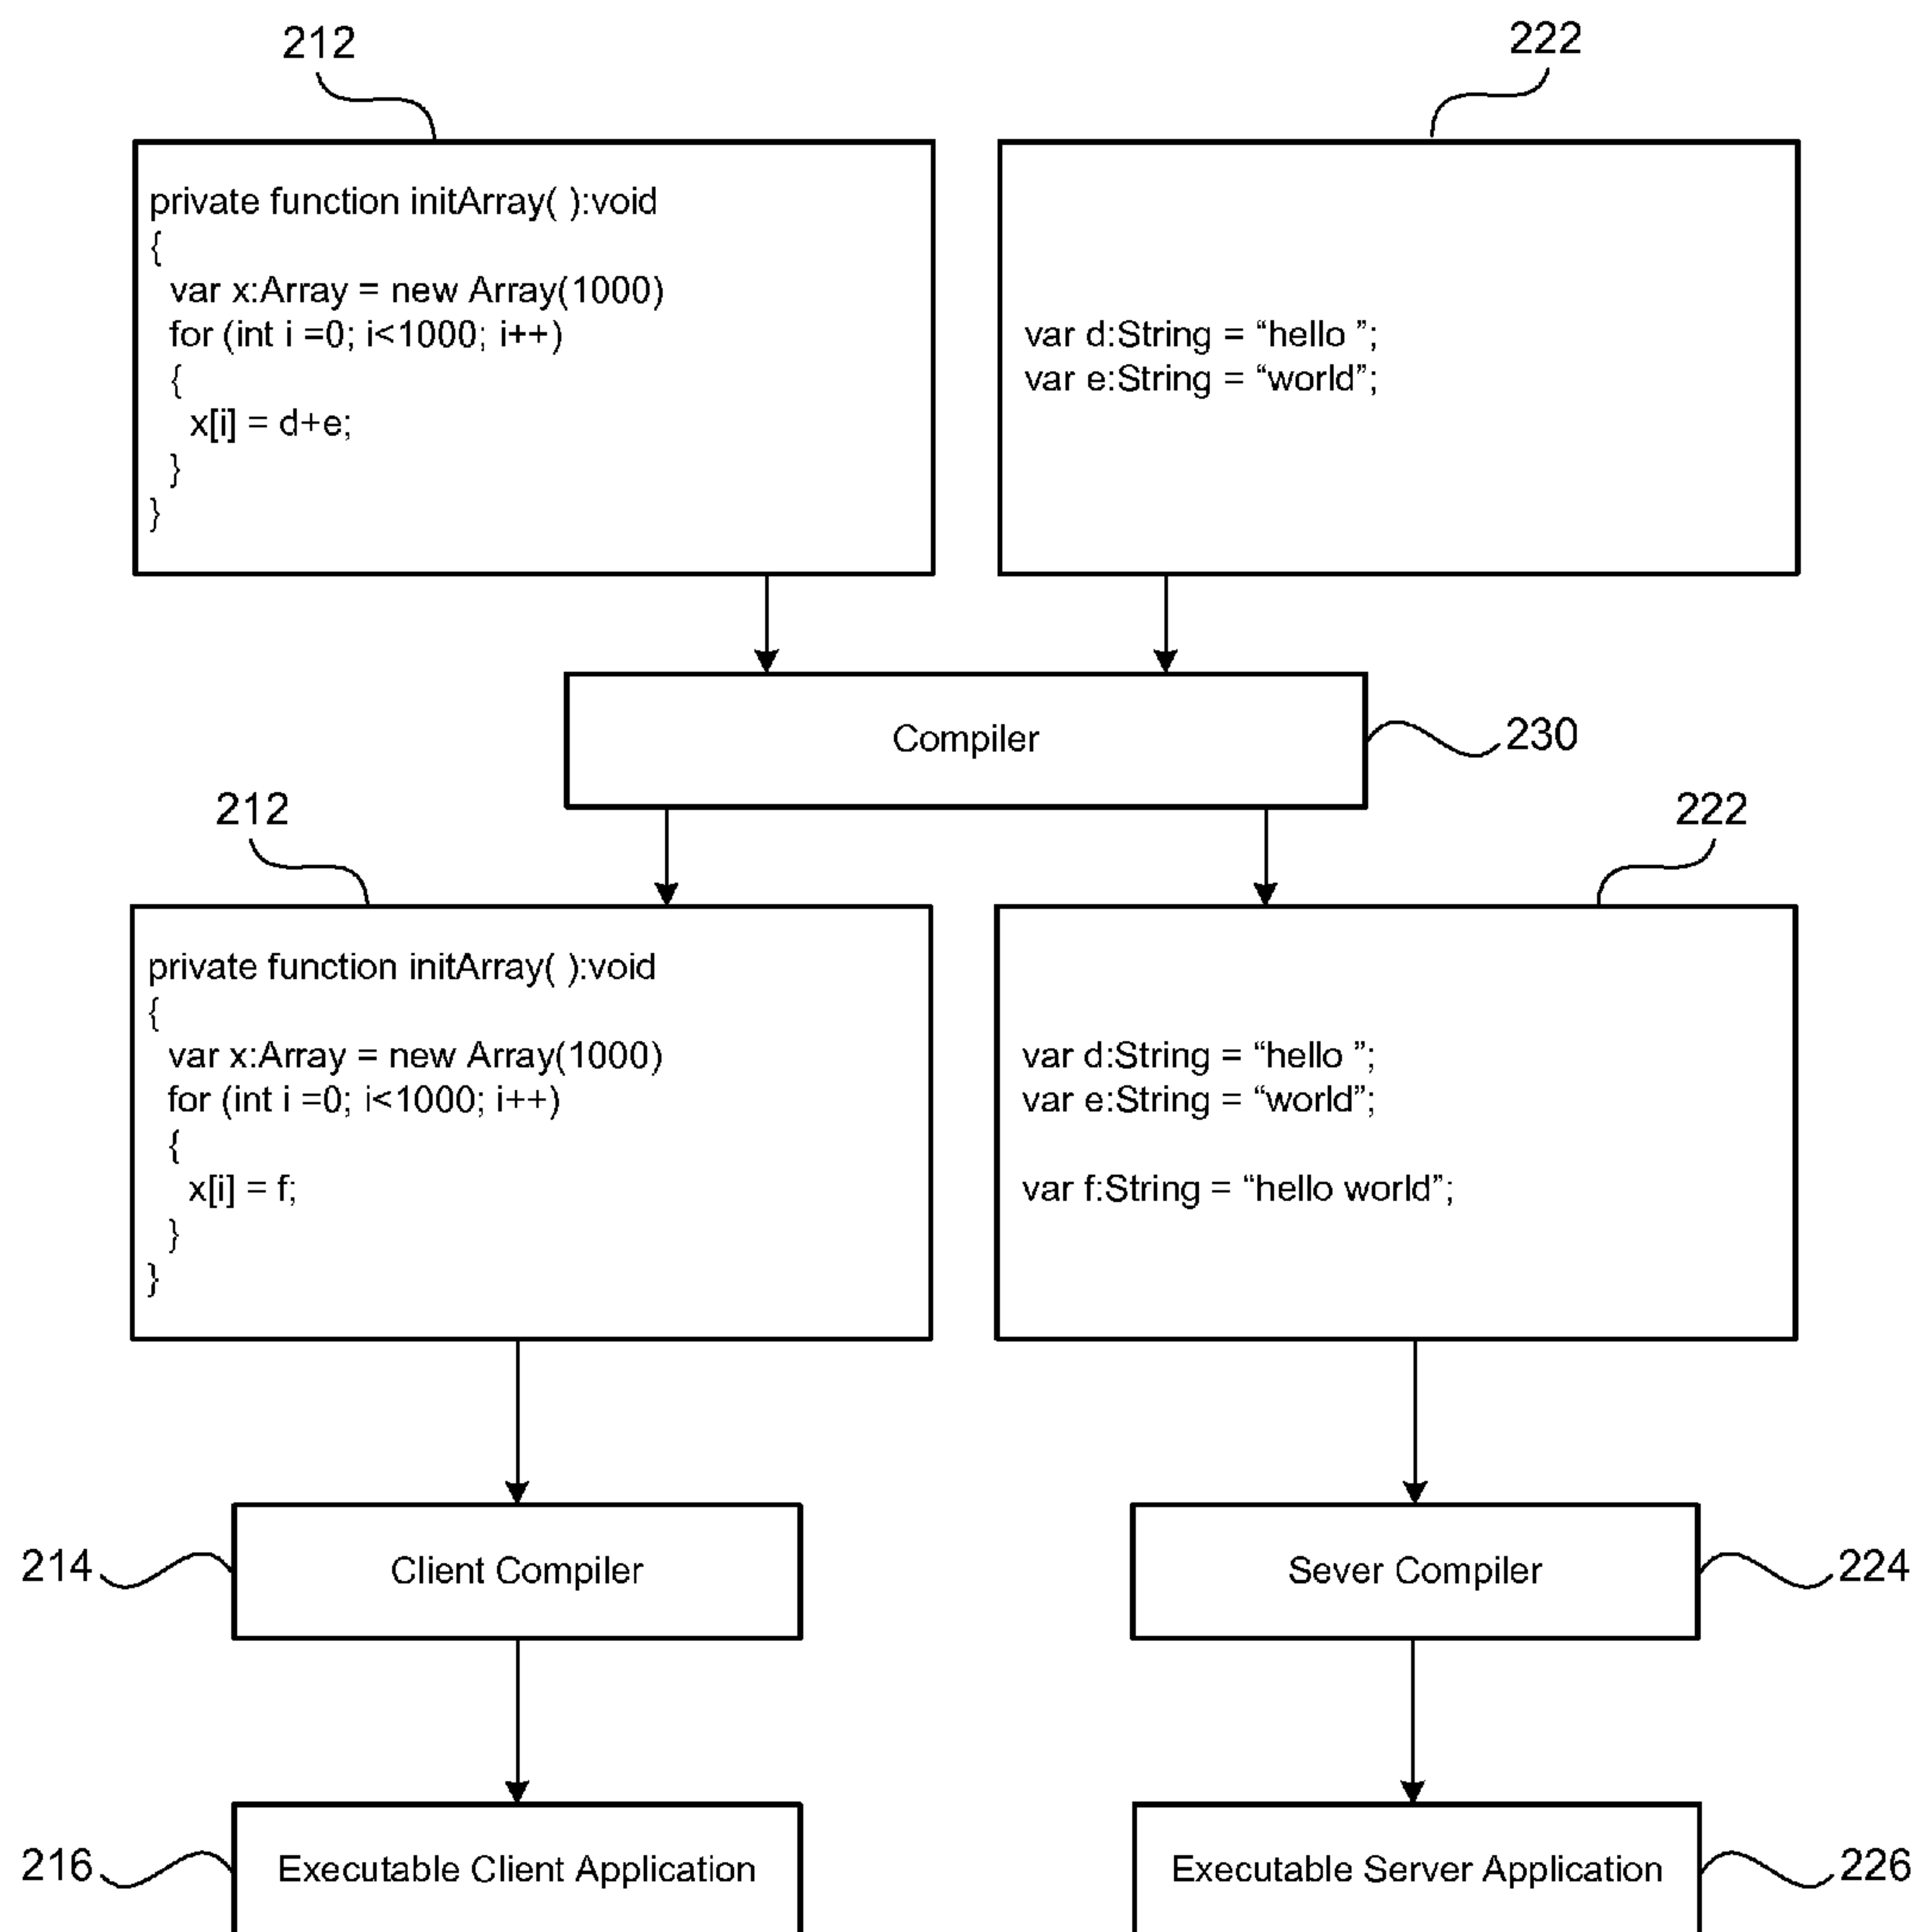 212
222
private function initArray( ):void
{
var x:Array = new Array(1000)
for (int i =0; i<1000; i++)
{
x[i] = d+e;
}
}
var d:String = “hello ”;
var e:String = “world”;
Compiler
230
212
222
private function initArray( ):void
{
var x:Array = new Array(1000)
for (int i =0; i<1000; i++)
{
x[i] = f;
}
}
var d:String = “hello ”;
var e:String = “world”;
var f:String = “hello world”;
214
Client Compiler
Sever Compiler
224
216
Executable Client Application
Executable Server Application
226